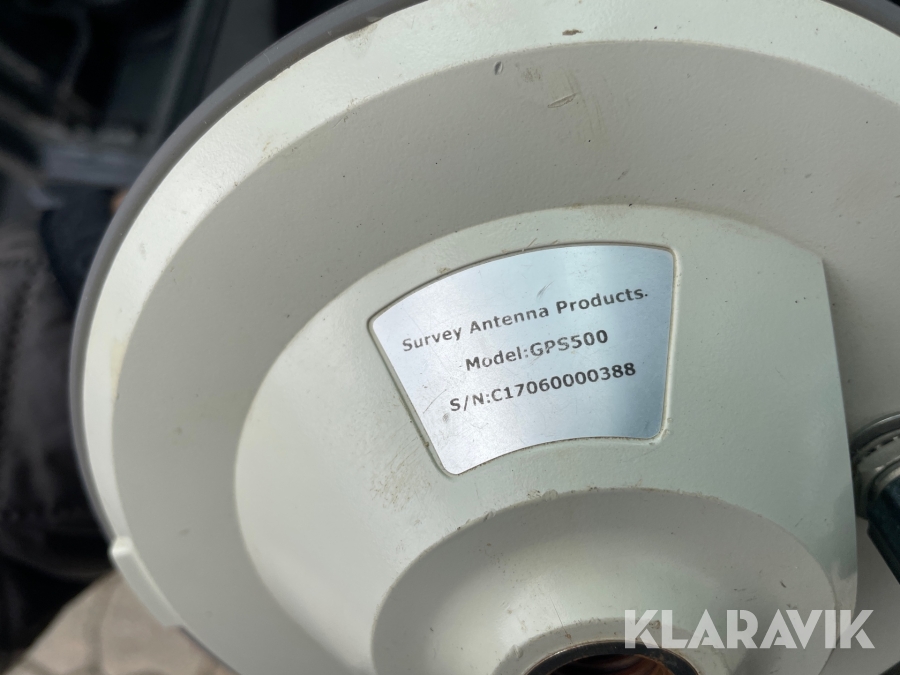 Survey Antenna Products.
Model:GPS500
S/N:C17060000388
KLARAVIK